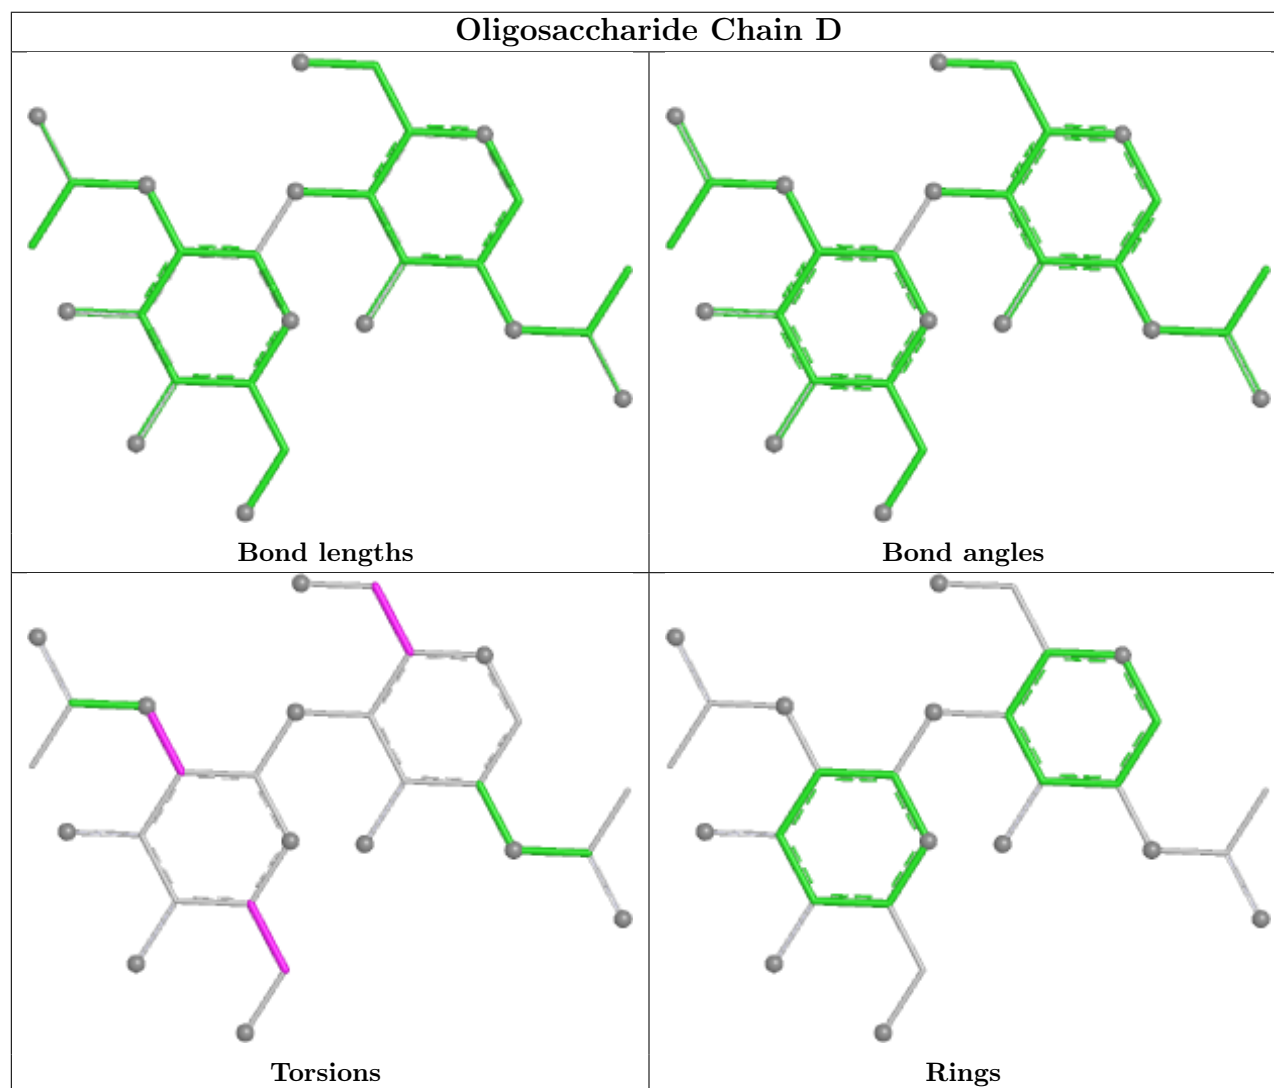 Oligosaccharide Chain D
Bond lengths
Bond angles
Torsions
Rings